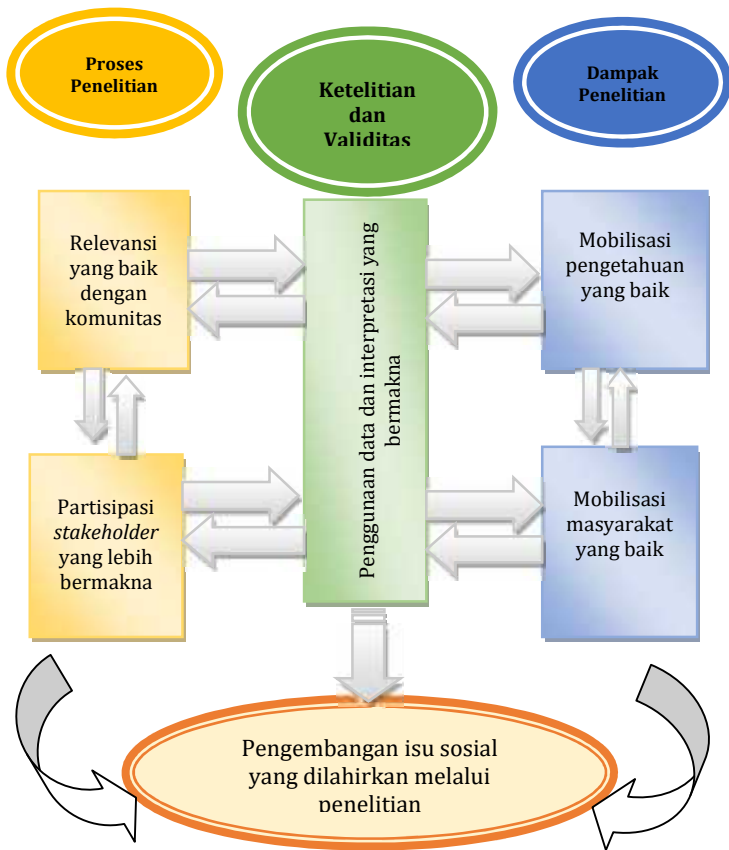 Proses
Penelitian
Ketelitian
dan
Validitas
Dampak
Penelitian
Relevansi
yang baik
dengan
komunitas
Penggunaan data dan interpretasi yang
bermakna
Mobilisasi
pengetahuan
yang baik
Partisipasi
stakeholder
yang lebih
bermakna
Mobilisasi
masyarakat
yang baik
Pengembangan isu sosial
yang dilahirkan melalui
penelitian